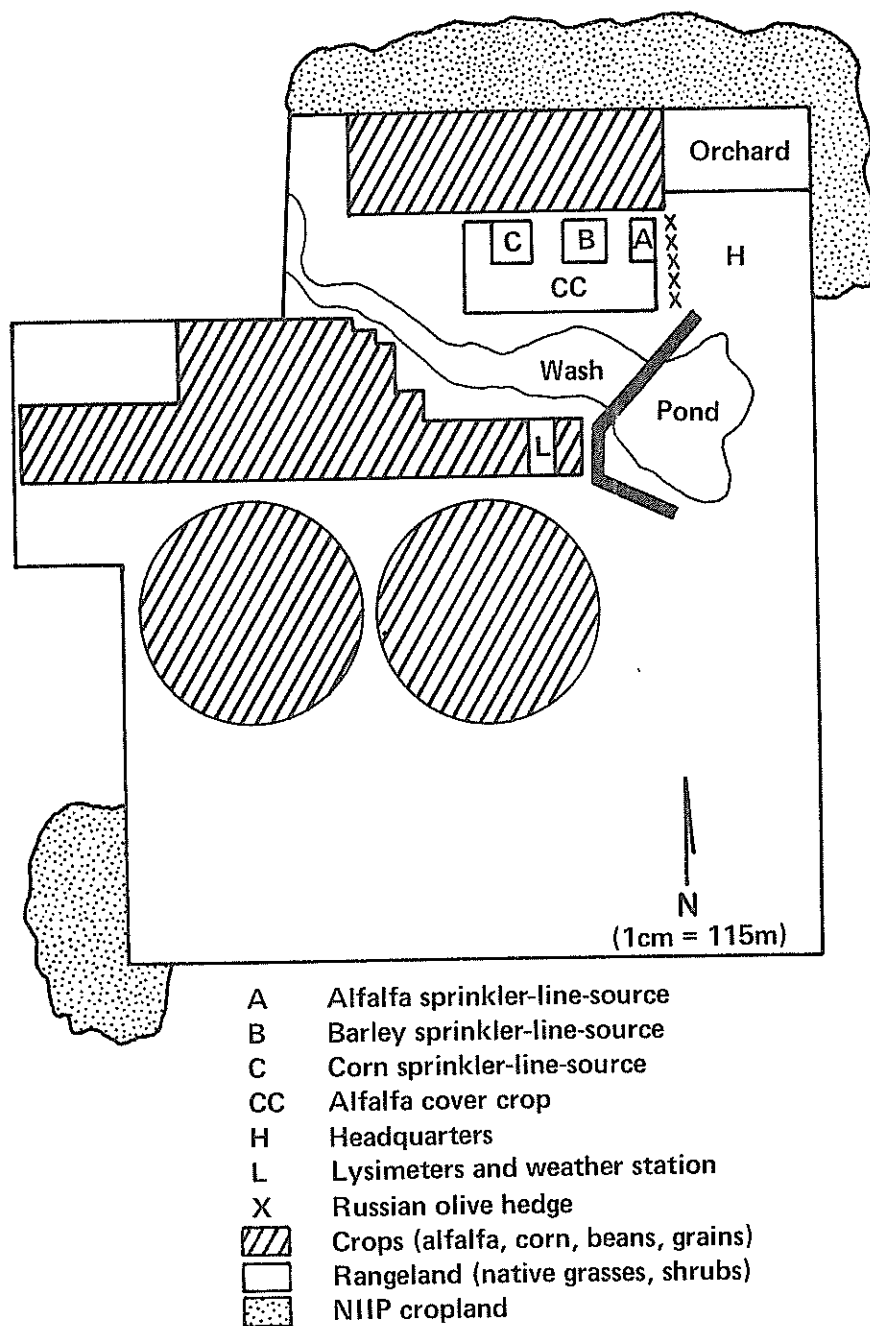 Orchard
C B A
X
X
X
X
X
H
CC
Wash
Pond
L
N
(1cm = 115m)
A Alfalfa sprinkler-line-source
B Barley sprinkler-line-source
C Corn sprinkler-line-source
CC Alfalfa cover crop
H Headquarters
L Lysimeters and weather station
X Russian olive hedge
Crops (alfalfa, corn, beans, grains)
Rangeland (native grasses, shrubs)
NIIP cropland